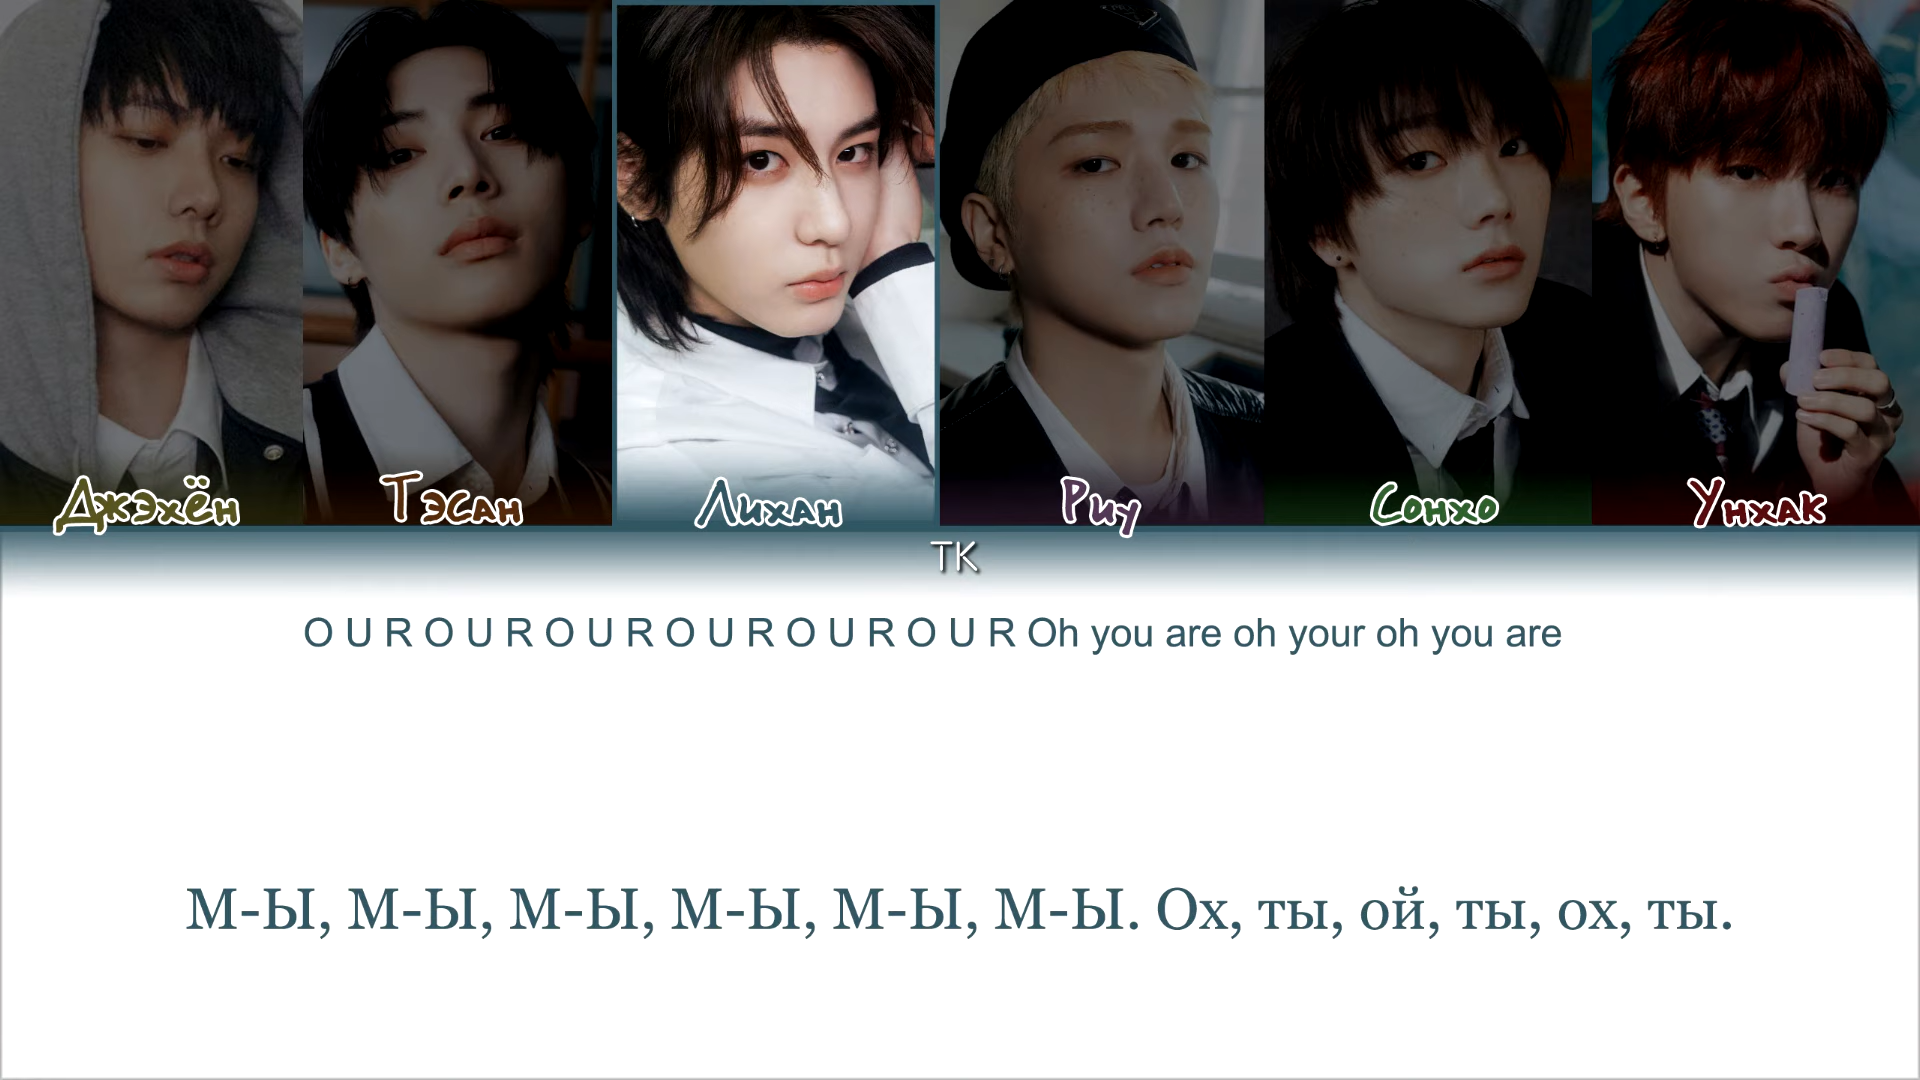 Джэхён Тэсан Лихан Риу Сонхо Унхак
TK
O U R O U R O U R O U R O U R O U R Oh you are oh your oh you are
М-Ы, М-Ы, М-Ы, М-Ы, М-Ы, М-Ы. Ох, ты, ой, ты, ох, ты.